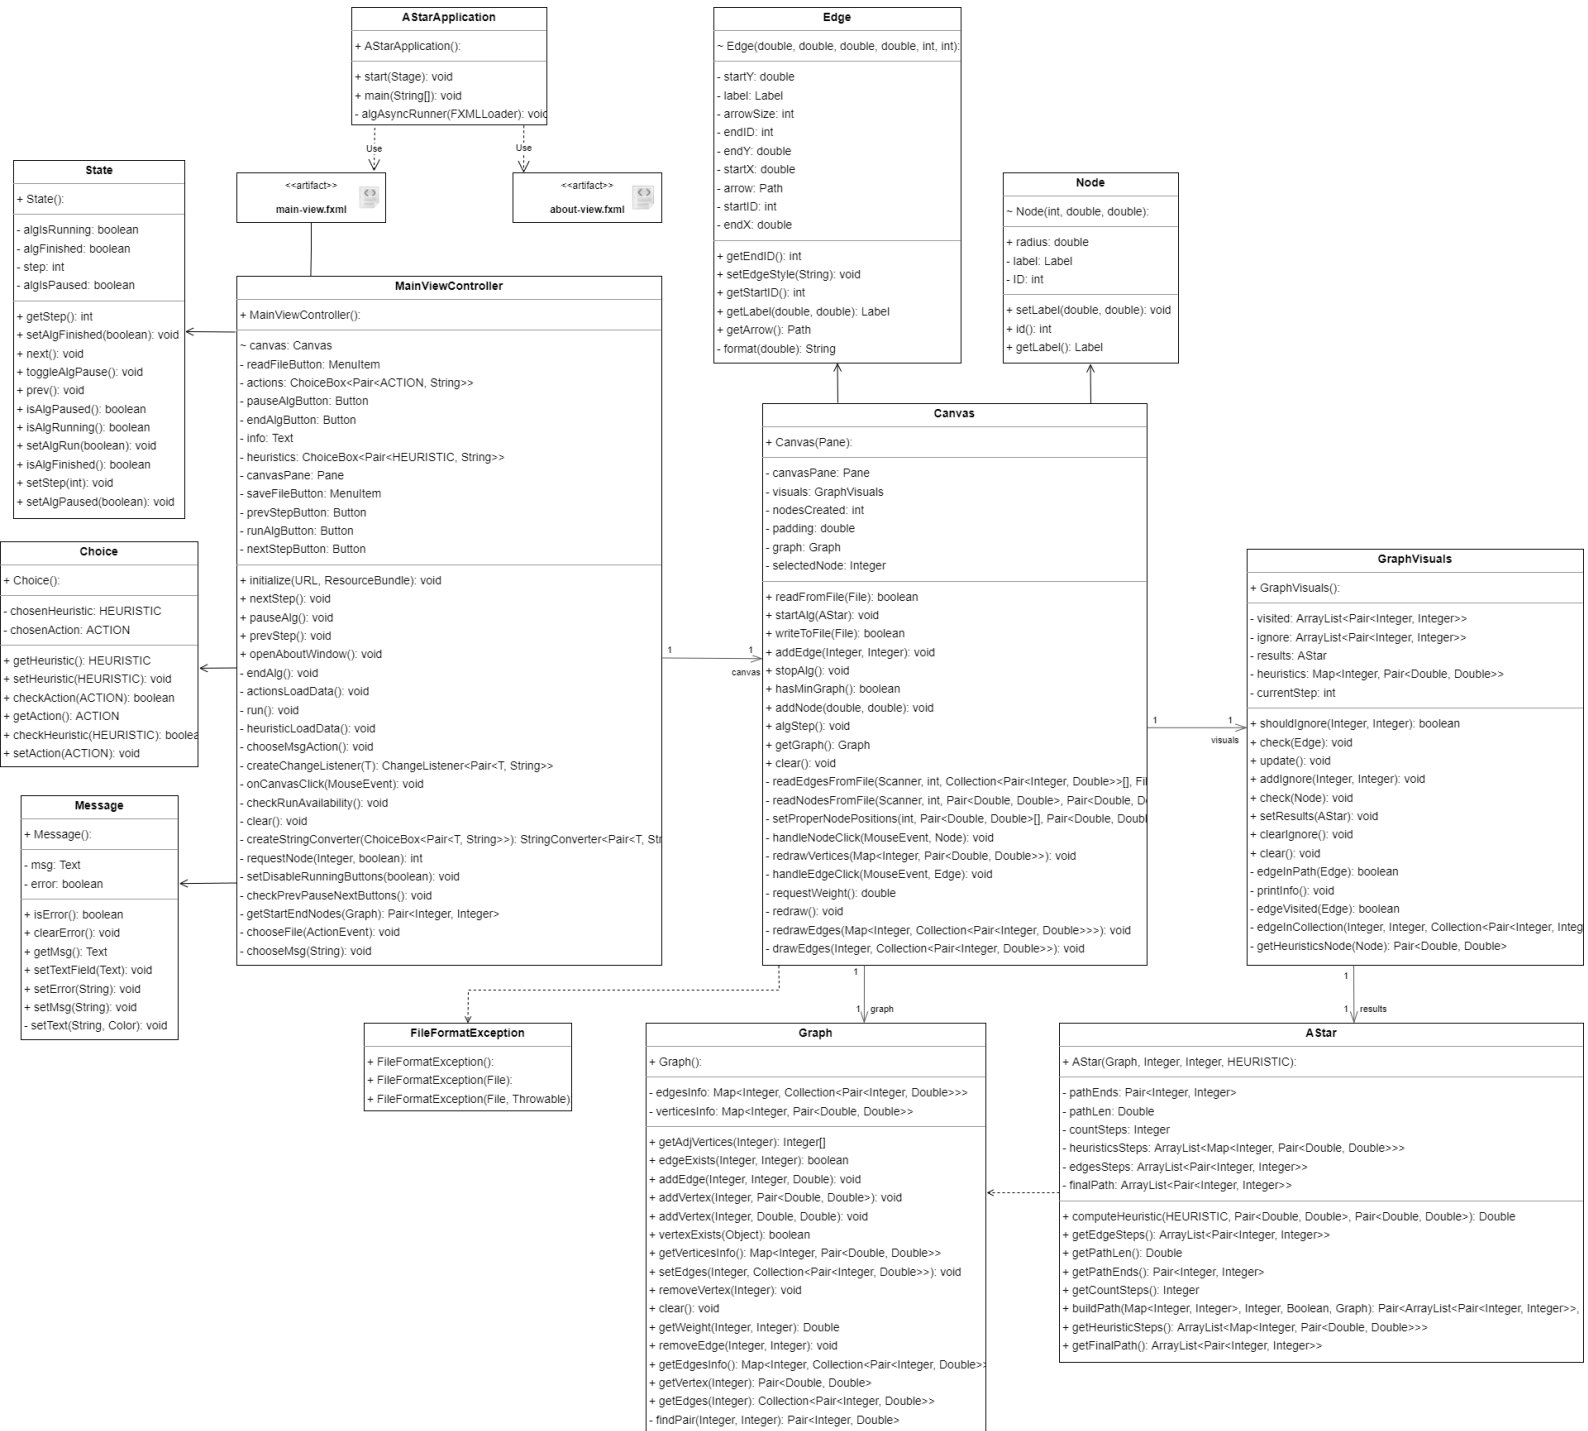 AStarApplication
+ AStarApplication():
+ start(Stage): void
+ main(String[]): void
- algAsyncRunner(FXMLLoader): void
Use
Use
<<artifact>>
main-view.fxml
<<artifact>>
about-view.fxml
State
+ State():
- algIsRunning: boolean
- algFinished: boolean
- step: int
- algIsPaused: boolean
+ getStep(): int
+ setAlgFinished(boolean): void
+ next(): void
+ toggleAlgPause(): void
+ prev(): void
+ isAlgPaused(): boolean
+ isAlgRunning(): boolean
+ setAlgRun(boolean): void
+ isAlgFinished(): boolean
+ setStep(int): void
+ setAlgPaused(boolean): void
Choice
+ Choice():
- chosenHeuristic: HEURISTIC
- chosenAction: ACTION
+ getHeuristic(): HEURISTIC
+ setHeuristic(HEURISTIC): void
+ checkAction(ACTION): boolean
+ getAction(): ACTION
+ checkHeuristic(HEURISTIC): boolea
+ setAction(ACTION): void
Message
+ Message():
- msg: Text
- error: boolean
+ isError(): boolean
+ clearError(): void
+ getMsg(): Text
+ setTextField(Text): void
+ setError(String): void
+ setMsg(String): void
- setText(String, Color): void
MainViewController
+ MainViewController():
~ canvas: Canvas
- readFileButton: MenuItem
- actions: ChoiceBox<Pair<ACTION, String>>
- pauseAlgButton: Button
- endAlgButton: Button
- info: Text
- heuristics: ChoiceBox<Pair<HEURISTIC, String>>
- canvasPane: Pane
- saveFileButton: MenuItem
- prevStepButton: Button
- runAlgButton: Button
- nextStepButton: Button
+ initialize(URL, ResourceBundle): void
+ nextStep(): void
+ pauseAlg(): void
+ prevStep(): void
+ openAboutWindow(): void
- endAlg(): void
- actionsLoadData(): void
- run(): void
- heuristicLoadData(): void
- chooseMsgAction(): void
- createChangeListener(T): ChangeListener<Pair<T, String>>
- onCanvasClick(MouseEvent): void
- checkRunAvailability(): void
- clear(): void
- createStringConverter(ChoiceBox<Pair<T, String>>): StringConverter<Pair<T, Str
- requestNode(Integer, boolean): int
- setDisableRunningButtons(boolean): void
- checkPrevPauseNextButtons(): void
- getStartEndNodes(Graph): Pair<Integer, Integer>
- chooseFile(ActionEvent): void
- chooseMsg(String): void
Edge
~ Edge(double, double, double, double, int, int):
- startY: double
- label: Label
- arrowSize: int
- endID: int
- endY: double
- startX: double
- arrow: Path
- startID: int
- endX: double
+ getEndID(): int
+ setEdgeStyle(String): void
+ getStartID(): int
+ getLabel(double, double): Label
+ getArrow(): Path
- format(double): String
Node
~ Node(int, double, double):
+ radius: double
- label: Label
- ID: int
+ setLabel(double, double): void
+ id(): int
+ getLabel(): Label
1
1
canvas
Canvas
+ Canvas(Pane):
- canvasPane: Pane
- visuals: GraphVisuals
- nodesCreated: int
- padding: double
- graph: Graph
- selectedNode: Integer
+ readFromFile(File): boolean
+ startAlg(AStar): void
+ writeToFile(File): boolean
+ addEdge(Integer, Integer): void
+ stopAlg(): void
+ hasMinGraph(): boolean
+ addNode(double, double): void
+ algStep(): void
+ getGraph(): Graph
+ clear(): void
- readEdgesFromFile(Scanner, int, Collection<Pair<Integer, Double>>[], Fil
- readNodesFromFile(Scanner, int, Pair<Double, Double>, Pair<Double, D
- setProperNodePositions(int, Pair<Double, Double>[], Pair<Double, Doubl
- handleNodeClick(MouseEvent, Node): void
- redrawVertices(Map<Integer, Pair<Double, Double>>): void
- handleEdgeClick(MouseEvent, Edge): void
- requestWeight(): double
- redraw(): void
- redrawEdges(Map<Integer, Collection<Pair<Integer, Double>>>): void
- drawEdges(Integer, Collection<Pair<Integer, Double>>): void
1
1
visuals
GraphVisuals
+ GraphVisuals():
- visited: ArrayList<Pair<Integer, Integer>>
- ignore: ArrayList<Pair<Integer, Integer>>
- results: AStar
- heuristics: Map<Integer, Pair<Double, Double>>
- currentStep: int
+ shouldIgnore(Integer, Integer): boolean
+ check(Edge): void
+ update(): void
+ addIgnore(Integer, Integer): void
+ check(Node): void
+ setResults(AStar): void
+ clearIgnore(): void
+ clear(): void
- edgeInPath(Edge): boolean
- printInfo(): void
- edgeVisited(Edge): boolean
- edgeInCollection(Integer, Integer, Collection<Pair<Integer, Integ
- getHeuristicsNode(Node): Pair<Double, Double>
1
1
graph
1
1
results
FileFormatException
+ FileFormatException():
+ FileFormatException(File):
+ FileFormatException(File, Throwable)
Graph
+ Graph():
- edgesInfo: Map<Integer, Collection<Pair<Integer, Double>>>
- verticesInfo: Map<Integer, Pair<Double, Double>>
+ getAdjVertices(Integer): Integer[]
+ edgeExists(Integer, Integer): boolean
+ addEdge(Integer, Integer, Double): void
+ addVertex(Integer, Pair<Double, Double>): void
+ addVertex(Integer, Double, Double): void
+ vertexExists(Object): boolean
+ getVerticesInfo(): Map<Integer, Pair<Double, Double>>
+ setEdges(Integer, Collection<Pair<Integer, Double>>): void
+ removeVertex(Integer): void
+ clear(): void
+ getWeight(Integer, Integer): Double
+ removeEdge(Integer, Integer): void
+ getEdgesInfo(): Map<Integer, Collection<Pair<Integer, Double>>
+ getVertex(Integer): Pair<Double, Double>
+ getEdges(Integer): Collection<Pair<Integer, Double>>
- findPair(Integer, Integer): Pair<Integer, Double>
AStar
+ AStar(Graph, Integer, Integer, HEURISTIC):
- pathEnds: Pair<Integer, Integer>
- pathLen: Double
- countSteps: Integer
- heuristicsSteps: ArrayList<Map<Integer, Pair<Double, Double>>>
- edgesSteps: ArrayList<Pair<Integer, Integer>>
- finalPath: ArrayList<Pair<Integer, Integer>>
+ computeHeuristic(HEURISTIC, Pair<Double, Double>, Pair<Double, Double>): Double
+ getEdgeSteps(): ArrayList<Pair<Integer, Integer>>
+ getPathLen(): Double
+ getPathEnds(): Pair<Integer, Integer>
+ getCountSteps(): Integer
+ buildPath(Map<Integer, Integer>, Integer, Boolean, Graph): Pair<ArrayList<Pair<Integer, Integer>>,
+ getHeuristicSteps(): ArrayList<Map<Integer, Pair<Double, Double>>>
+ getFinalPath(): ArrayList<Pair<Integer, Integer>>